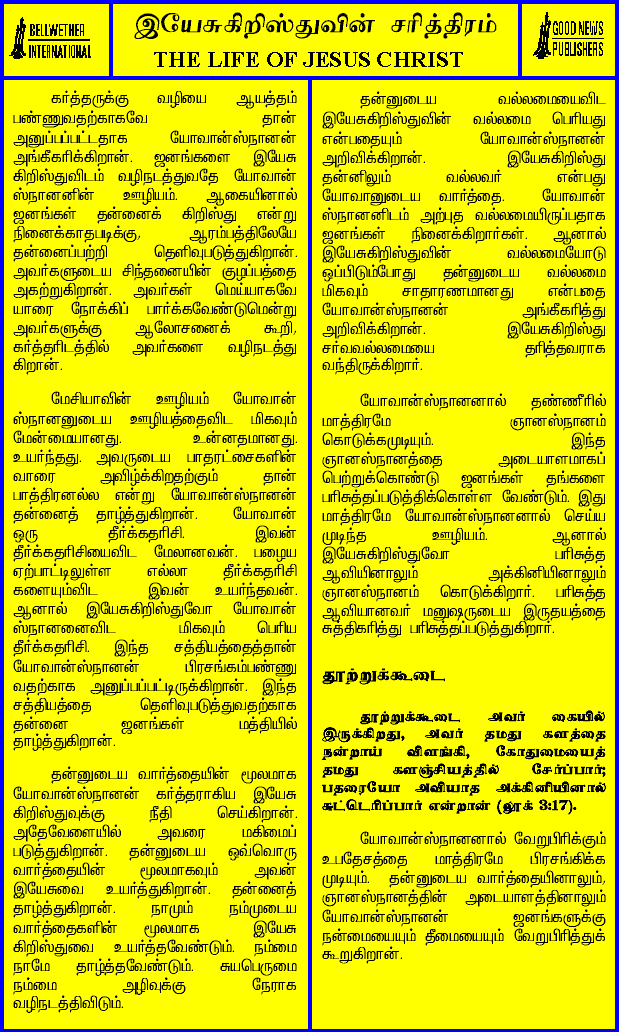 BELLWETHER
INTERNATIONAL
இயேசுகிறிஸ்துவின் சரித்திரம்
THE LIFE OF JESUS CHRIST
GOOD NEWS
PUBLISHERS
கர்த்தருக்கு வழியை ஆயத்தம்
பண்ணுவதற்காகவே தான்
அனுப்பப்பட்டதாக யோவான்ஸ்நானன்
அங்கீகரிக்கிறான். ஜனங்களை இயேசு
கிறிஸ்துவிடம் வழிநடத்துவதே யோவான்
ஸ்நானனின் ஊழியம். ஆகையினால்
ஜனங்கள் தன்னைக் கிறிஸ்து என்று
நினைக்காதபடிக்கு, ஆரம்பத்திலேயே
தன்னைப்பற்றி தெளிவுபடுத்துகிறான்.
அவர்களுடைய சிந்தனையின் குழப்பத்தை
அகற்றுகிறான். அவர்கள் மெய்யாகவே
யாரை நோக்கிப் பார்க்கவேண்டுமென்று
அவர்களுக்கு ஆலோசனைக் கூறி,
கர்த்தரிடத்தில் அவர்களை வழிநடத்து
கிறான்.
மேசியாவின் ஊழியம் யோவான்
ஸ்நானனுடைய ஊழியத்தைவிட மிகவும்
மேன்மையானது. உன்னதமானது.
உயர்ந்தது. அவருடைய பாதரட்சைகளின்
வாரை அவிழ்க்கிறதற்கும் தான்
பாத்திரனல்ல என்று யோவான்ஸ்நானன்
தன்னைத் தாழ்த்துகிறான். யோவான்
ஒரு தீர்க்கதரிசி. இவன்
தீர்க்கதரிசியைவிட மேலானவன். பழைய
ஏற்பாட்டிலுள்ள எல்லா தீர்க்கதரிசி
களையும்விட இவன் உயர்ந்தவன்.
ஆனால் இயேசுகிறிஸ்துவோ யோவான்
ஸ்நானனைவிட மிகவும் பெரிய
தீர்க்கதரிசி. இந்த சத்தியத்தைத்தான்
யோவான்ஸ்நானன் பிரசங்கம்பண்ணு
வதற்காக அனுப்பப்பட்டிருக்கிறான். இந்த
சத்தியத்தை தெளிவுபடுத்துவதற்காக
தன்னை ஜனங்கள் மத்தியில்
தாழ்த்துகிறான்.
தன்னுடைய வார்த்தையின் மூலமாக
யோவான்ஸ்நானன் கர்த்தராகிய இயேசு
கிறிஸ்துவுக்கு நீதி செய்கிறான்.
அதேவேளையில் அவரை மகிமைப்
படுத்துகிறான். தன்னுடைய ஒவ்வொரு
வார்த்தையின் மூலமாகவும் அவன்
இயேசுவை உயர்த்துகிறான். தன்னைத்
தாழ்த்துகிறான். நாமும் நம்முடைய
வார்த்தைகளின் மூலமாக இயேசு
கிறிஸ்துவை உயர்த்தவேண்டும். நம்மை
நாமே தாழ்த்தவேண்டும். சுயபெருமை
நம்மை அழிவுக்கு நேராக
வழிநடத்திவிடும்.
தன்னுடைய வல்லமையைவிட
இயேசுகிறிஸ்துவின் வல்லமை பெரியது
என்பதையும் யோவான்ஸ்நானன்
அறிவிக்கிறான். இயேசுகிறிஸ்து
தன்னிலும் வல்லவர் என்பது
யோவானுடைய வார்த்தை. யோவான்
ஸ்நானனிடம் அற்புத வல்லமையிருப்பதாக
ஜனங்கள் நினைக்கிறார்கள். ஆனால்
இயேசுகிறிஸ்துவின் வல்லமையோடு
ஒப்பிடும்போது தன்னுடைய வல்லமை
மிகவும் சாதாரணமானது என்பதை
யோவான்ஸ்நானன் அங்கீகரித்து
அறிவிக்கிறான். இயேசுகிறிஸ்து
சர்வவல்லமையை தரித்தவராக
வந்திருக்கிறார்.
யோவான்ஸ்நானனால் தண்ணீரில்
மாத்திரமே ஞானஸ்நானம்
கொடுக்கமுடியும். இந்த
ஞானஸ்நானத்தை அடையாளமாகப்
பெற்றுக்கொண்டு ஜனங்கள் தங்களை
பரிசுத்தப்படுத்திக்கொள்ள வேண்டும். இது
மாத்திரமே யோவான்ஸ்நானனால் செய்ய
முடிந்த ஊழியம். ஆனால்
இயேசுகிறிஸ்துவோ பரிசுத்த
ஆவியினாலும் அக்கினியினாலும்
ஞானஸ்நானம் கொடுக்கிறார். பரிசுத்த
ஆவியானவர் மனுஷருடைய இருதயத்தை
சுத்திகரித்து பரிசுத்தப்படுத்துகிறார்.
தூற்றுக்கூடை
தூற்றுக்கூடை அவர் கையில்
இருக்கிறது, அவர் தமது களத்தை
நன்றாய் விளங்கி, கோதுமையைத்
தமது களஞ்சியத்தில் சேர்ப்பார்;
பதரையோ அவியாத அக்கினியினால்
சுட்டெரிப்பார் என்றான் (லூக் 3:17).
யோவான்ஸ்நானனால் வேறுபிரிக்கும்
உபதேசத்தை மாத்திரமே பிரசங்கிக்க
முடியும். தன்னுடைய வார்த்தையினாலும்,
ஞானஸ்நானத்தின் அடையாளத்தினாலும்
யோவான்ஸ்நானன் ஜனங்களுக்கு
நன்மையையும் தீமையையும் வேறுபிரித்துக்
கூறுகிறான்.